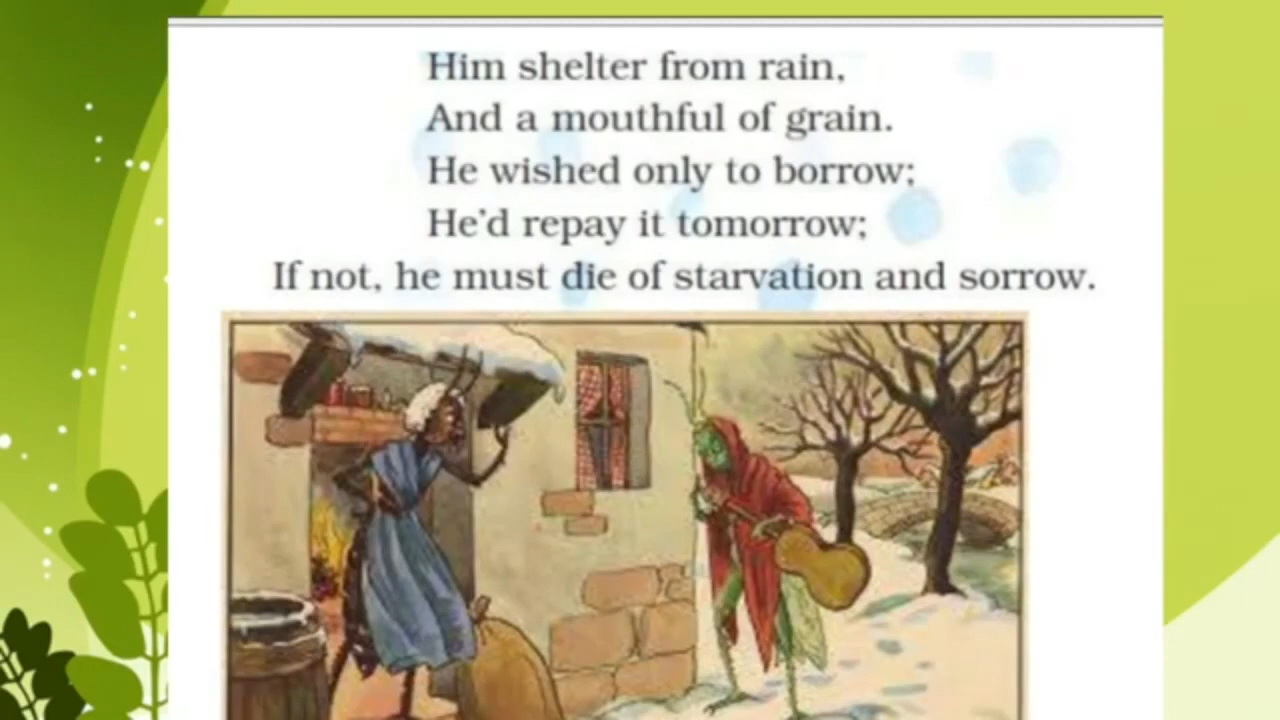 Him shelter from rain,
And a mouthful of grain.
He wished only to borrow;
He'd repay it tomorrow;
If not, he must die of starvation and sorrow.